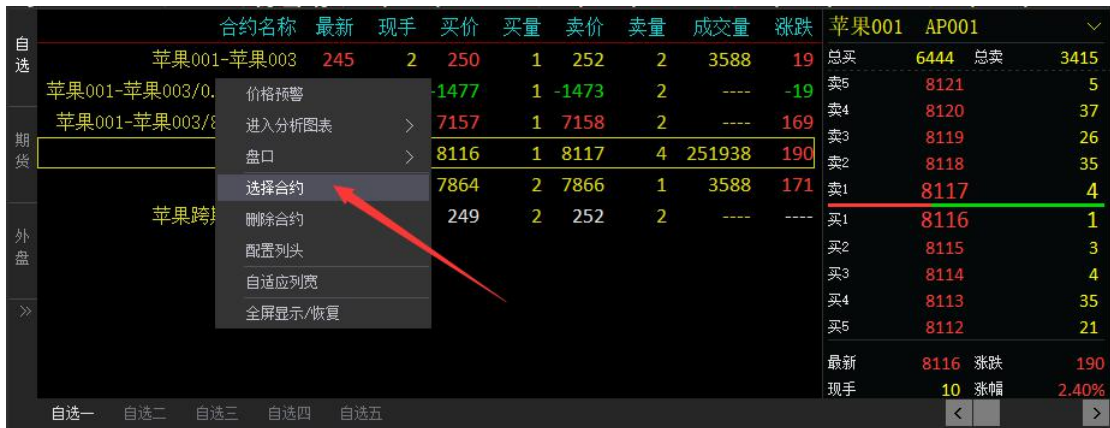 合约名称 最新 现手 买价 买量 卖价 卖量 成交量 涨跌
自选
期货
外盘
»
苹果001-苹果003 245 2 250 1 252 2 3588 19
苹果001-苹果003/0. -1477 1 -1473 2 ---- -19
苹果001-苹果003/8 7157 1 7158 2 ---- 169
8116 1 8117 4 251938 190
7864 2 7866 1 3588 171
苹果跨期 249 2 252 2 ---- ----
价格预警
进入分析图表 >
盘口 >
选择合约
删除合约
配置列头
自适应列宽
全屏显示/恢复
自选一 自选二 自选三 自选四 自选五
苹果001 AP001
总买 6444 总卖 3415
卖5 8121 5
卖4 8120 37
卖3 8119 26
卖2 8118 35
卖1 8117 4
买1 8116 1
买2 8115 3
买3 8114 4
买4 8113 35
买5 8112 21
最新 8116 涨跌 190
现手 10 涨幅 2.40%